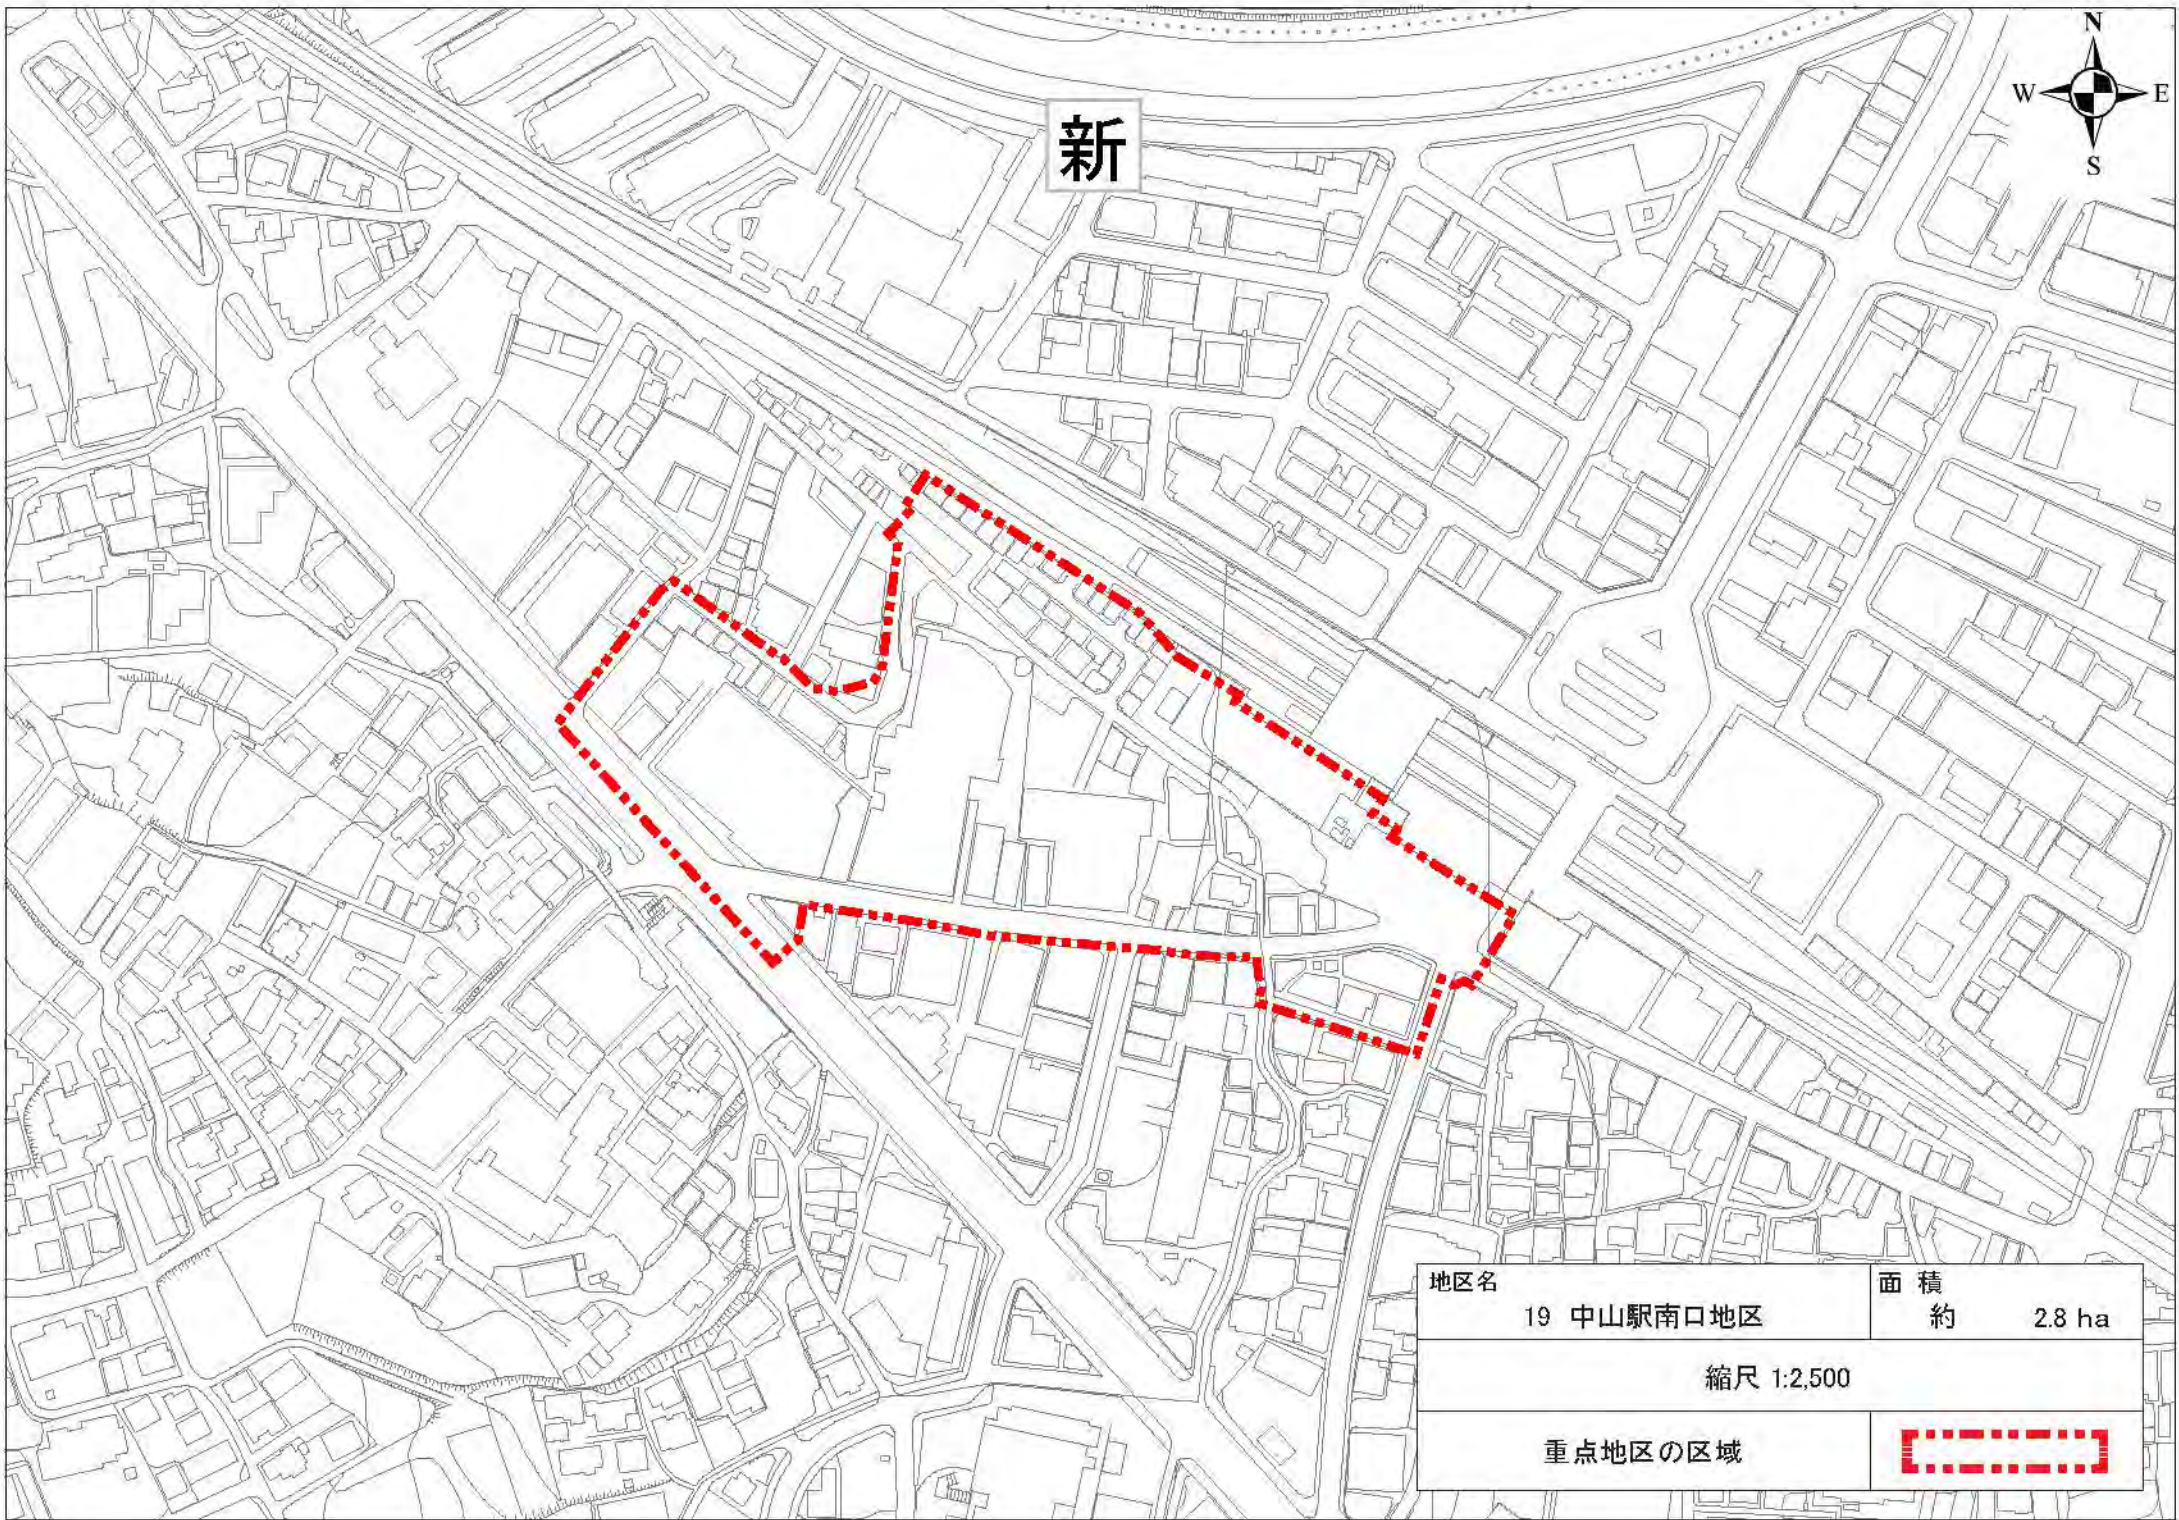 N
W E
S
新
地区名
19 中山駅南口地区
面 積
約 2.8 ha
縮尺 1:2,500
重点地区の区域